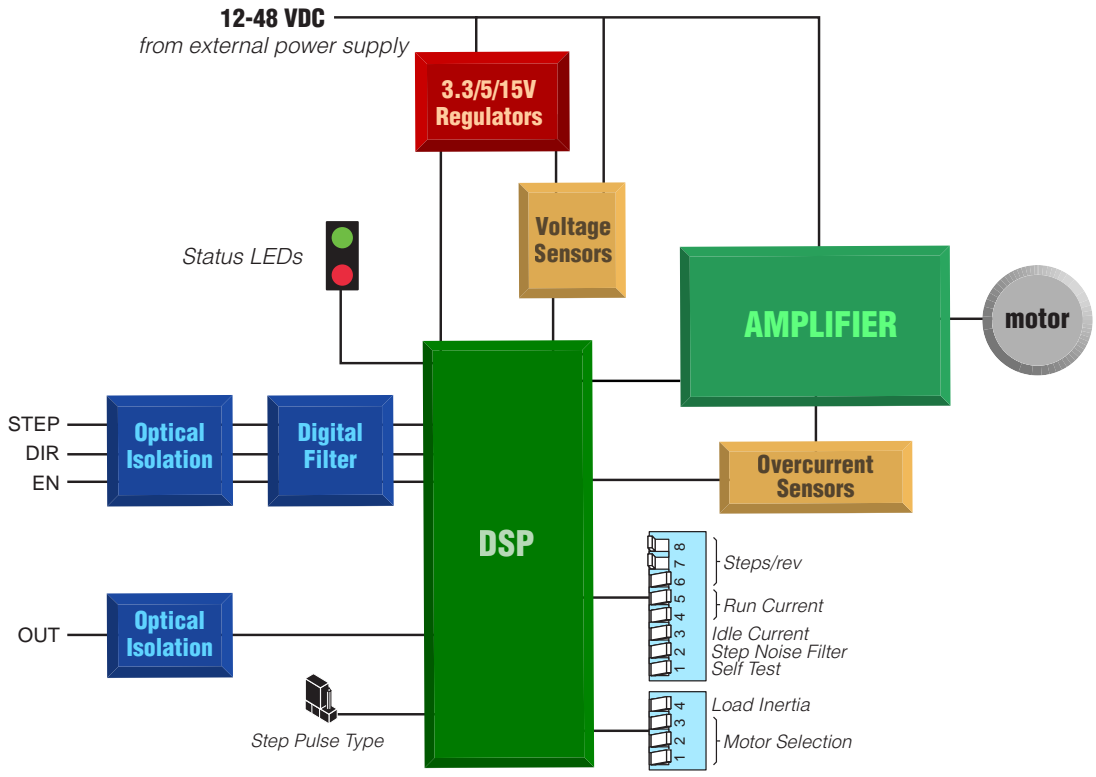 12-48 VDC
from external power supply
3.3/5/15V
Regulators
Voltage
Sensors
Status LEDs
AMPLIFIER
motor
STEP
DIR
EN
Optical
Isolation
Digital
Filter
Overcurrent
Sensors
DSP
8
7
6
5
4
3
2
1
Steps/rev
Run Current
Idle Current
Step Noise Filter
Self Test
OUT
Optical
Isolation
Step Pulse Type
4
3
2
1
Load Inertia
Motor Selection